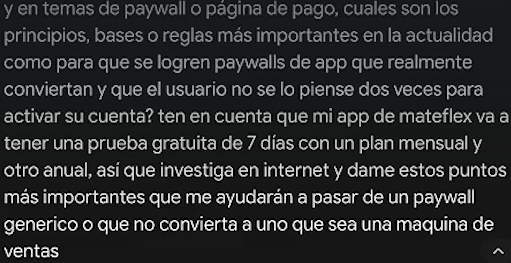 y en temas de paywall o página de pago, cuales son los
principios, bases o reglas más importantes en la actualidad
como para que se logren paywalls de app que realmente
conviertan y que el usuario no se lo piense dos veces para
activar su cuenta? ten en cuenta que mi app de mateflex va a
tener una prueba gratuita de 7 días con un plan mensual y
otro anual, así que investiga en internet y dame estos puntos
más importantes que me ayudarán a pasar de un paywall
generico o que no convierta a uno que sea una maquina de
ventas